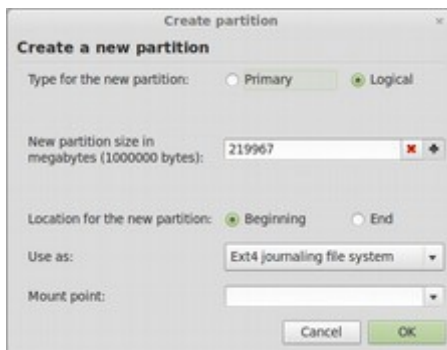 Create partition
Create a new partition
Type for the new partition: Primary Logical
New partition size in
megabytes (1000000 bytes): 219967
Location for the new partition: Beginning End
Use as: Ext4 journaling file system
Mount point:
Cancel OK